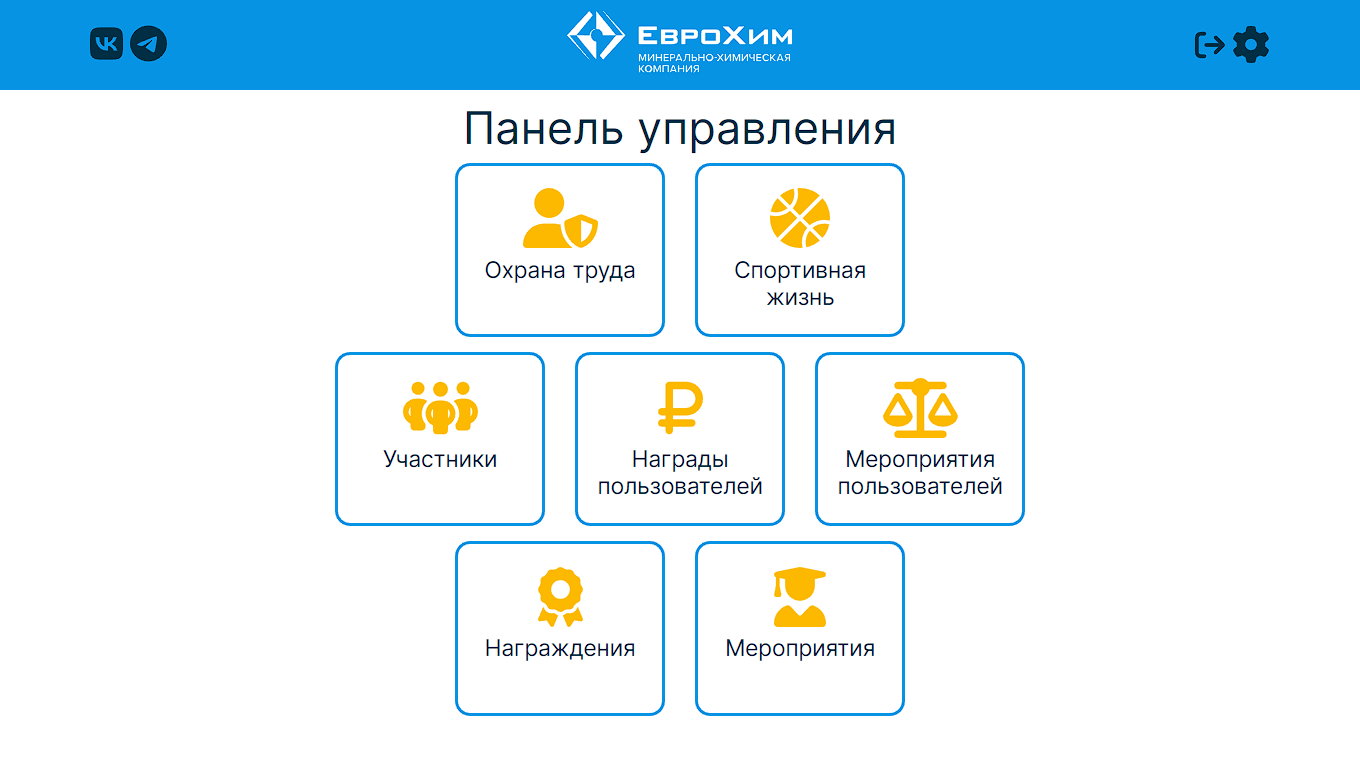 ЕвроХим
МИНЕРАЛЬНО-ХИМИЧЕСКАЯ
КОМПАНИЯ
Панель управления
Охрана труда
Спортивная
жизнь
Участники
Награды
пользователей
Мероприятия
пользователей
Награждения
Мероприятия